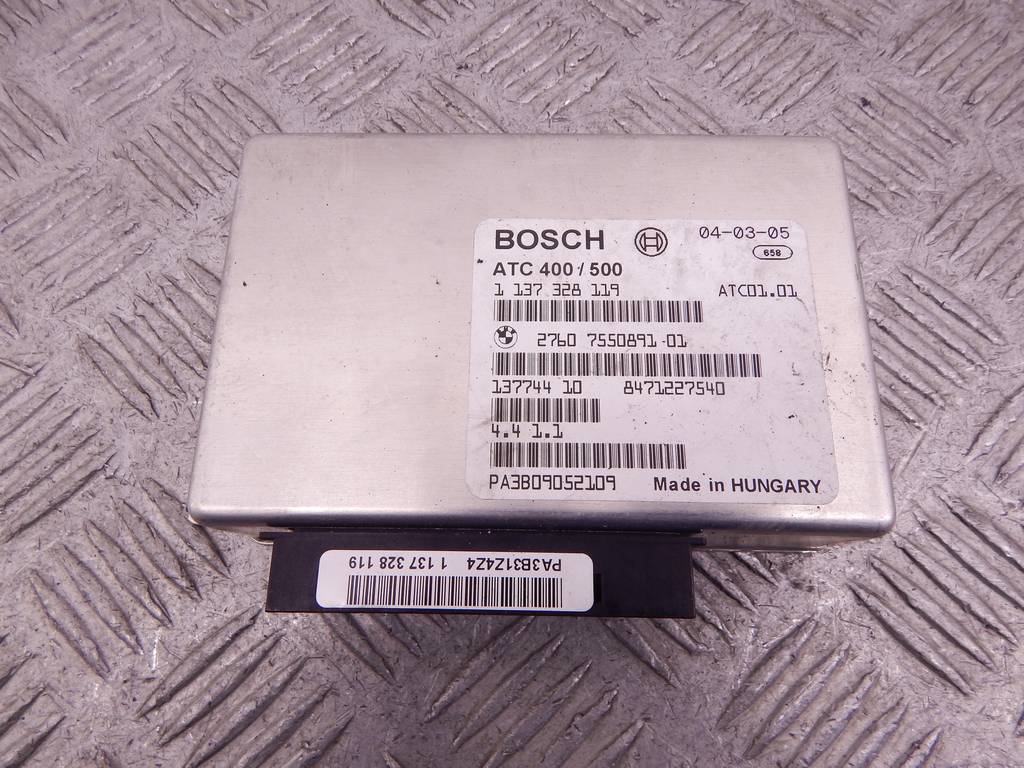 BOSCH 04-03-05
658
ATC 400 / 500
1 137 328 119 ATC01.01
2760 7550891-01
137744 10 8471227540
4.4 1.1
PA3B09052109 Made in HUNGARY
PA3B31Z4Z4 1 137 328 119